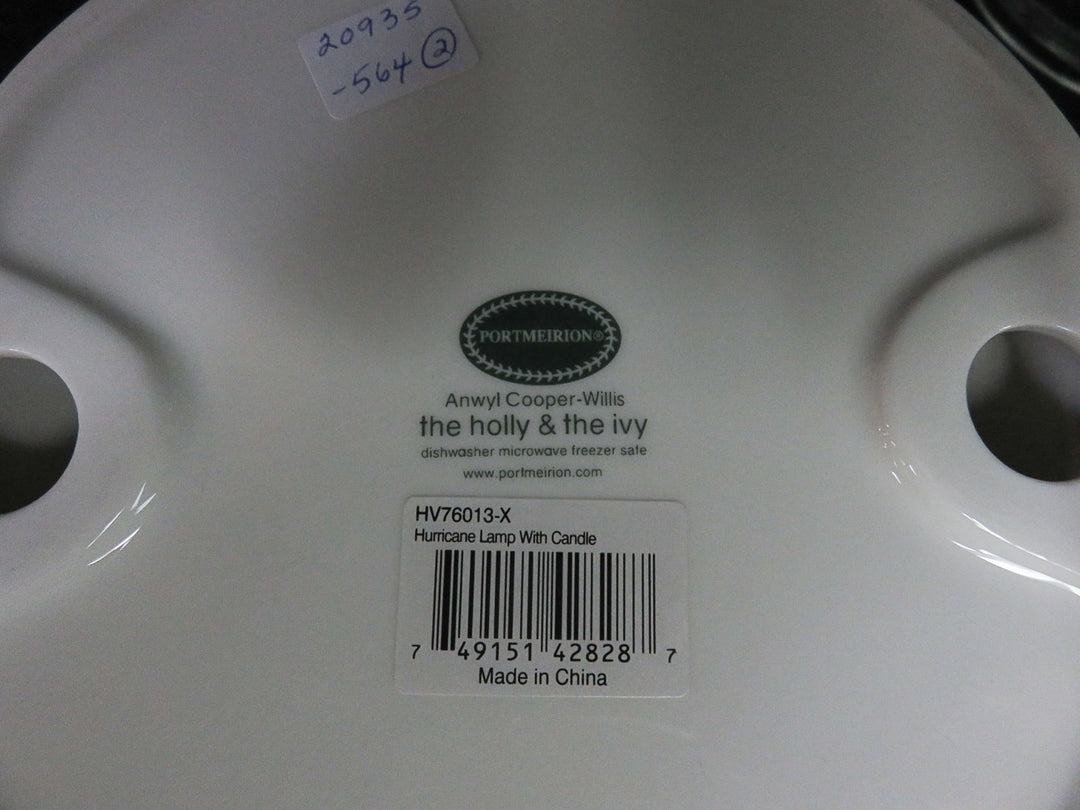 20935
-564 2
PORTMEIRION®
Anwyl Cooper-Willis
the holly & the ivy
dishwasher microwave freezer safe
www.portmeirion.com
HV76013-X
Hurricane Lamp With Candle
7 49151 42828 7
Made in China